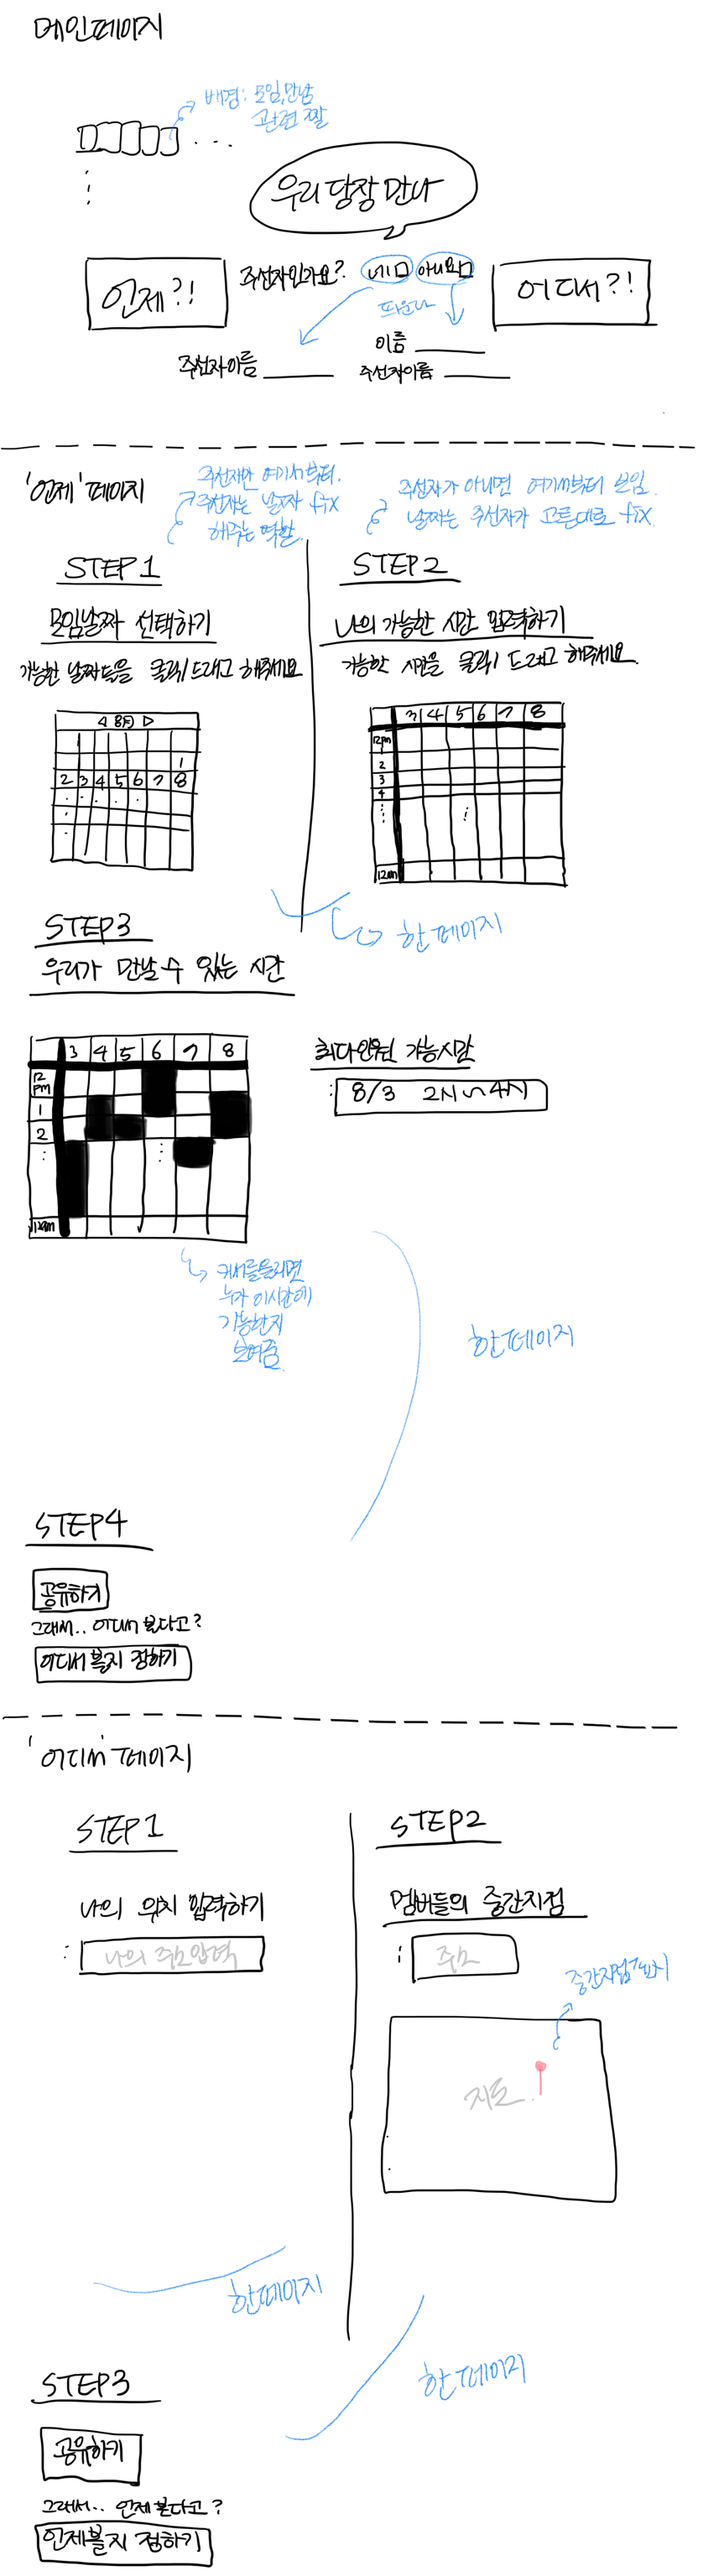 메인페이지
배경: 모임,만남
관련 짤
우리 당장 만나
언제?!
주선자인가요? 네 아니요
어디서?!
띄운다
이름
주선자이름
주선자이름
'언제' 페이지
주선자만 여기서부터.
주선자는 날짜 fix
해주는 역할.
주선자가 아니면 여기서부터 보임.
날짜는 주선자가 고른대로 fix.
STEP1
모임날짜 선택하기
가능한 날짜들을 클릭/드래그 해주세요
◁ 8월 ▷
1
2 3 4 5 6 7 8
STEP2
나의 가능한 시간 입력하기
가능한 시간을 클릭/드래그 해주세요.
3 4 5 6 7 8
12pm
1
2
3
4
12am
한페이지
STEP3
우리가 만날 수 있는 시간
3 4 5 6 7 8
12
pm
1
2
12am
최다인원 가능시간
: 8/3 2시~4시
커서를올리면
누가 이시간에
가능한지
보여줌.
한페이지
STEP4
공유하기
그래서.. 어디서 본다고?
어디서 볼지 정하기
'어디서' 페이지
STEP1
나의 위치 입력하기
: 나의 주소입력
STEP2
멤버들의 중간지점
: 주소
중간지점표시
지도
한페이지
한페이지
STEP3
공유하기
그래서.. 언제 본다고?
언제볼지 정하기